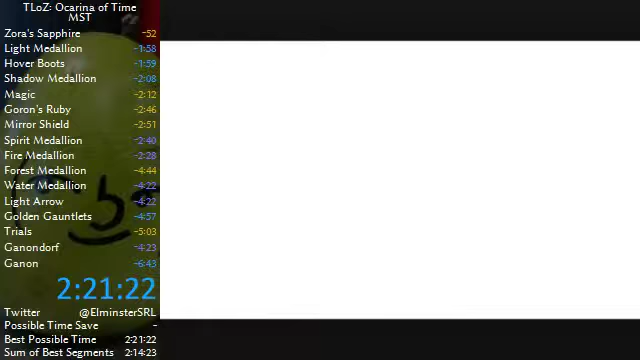 TLoZ: Ocarina of Time
MST
Zora's Sapphire -52
Light Medallion -1:58
Hover Boots -1:59
Shadow Medallion -2:08
Magic -2:12
Goron's Ruby -2:46
Mirror Shield -2:51
Spirit Medallion -2:40
Fire Medallion -2:28
Forest Medallion -4:44
Water Medallion -4:22
Light Arrow -4:22
Golden Gauntlets -4:57
Trials -5:03
Ganondorf -4:23
Ganon -6:43
2:21:22
Twitter @ElminsterSRL
Possible Time Save -
Best Possible Time 2:21:22
Sum of Best Segments 2:14:23